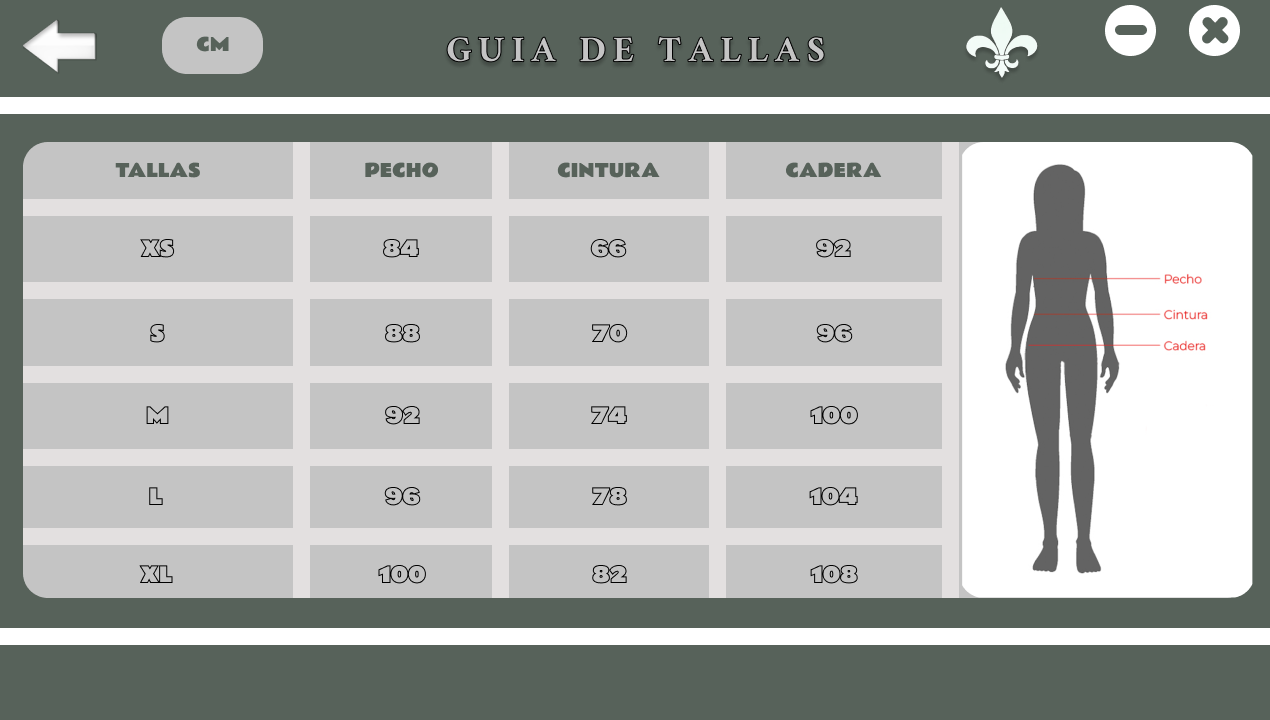 CM
GUIA DE TALLAS
TALLAS PECHO CINTURA CADERA
XS 84 66 92
S 88 70 96
M 92 74 100
L 96 78 104
XL 100 82 108
Pecho
Cintura
Cadera